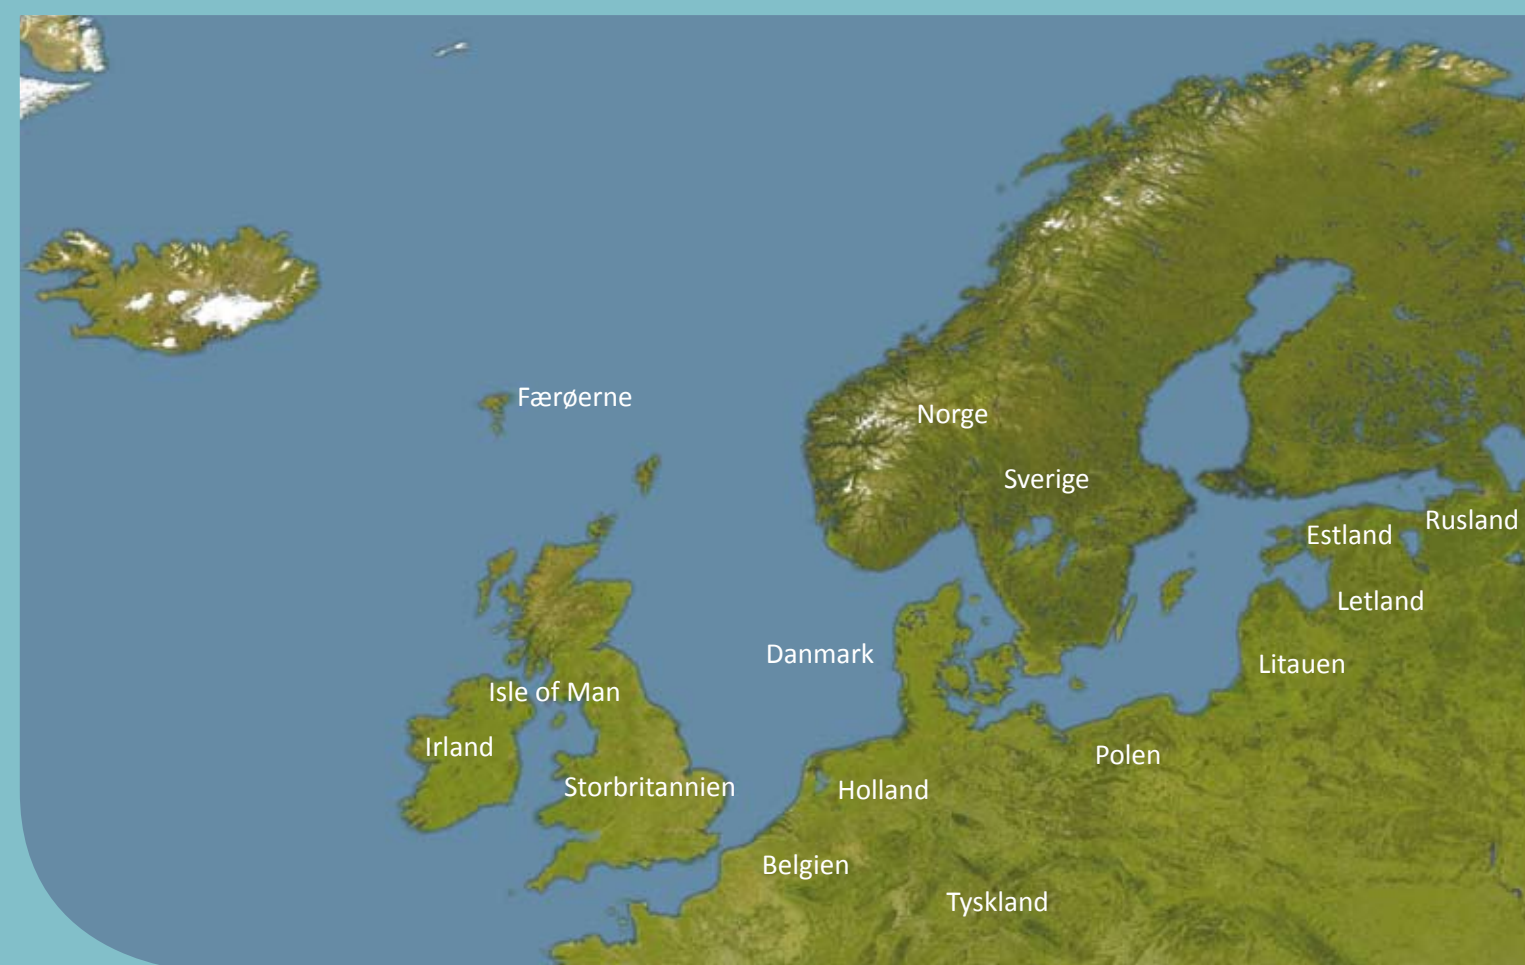 Færøerne
Norge
Sverige
Rusland
Estland
Letland
Danmark
Litauen
Isle of Man
Irland
Polen
Storbritannien
Holland
Belgien
Tyskland